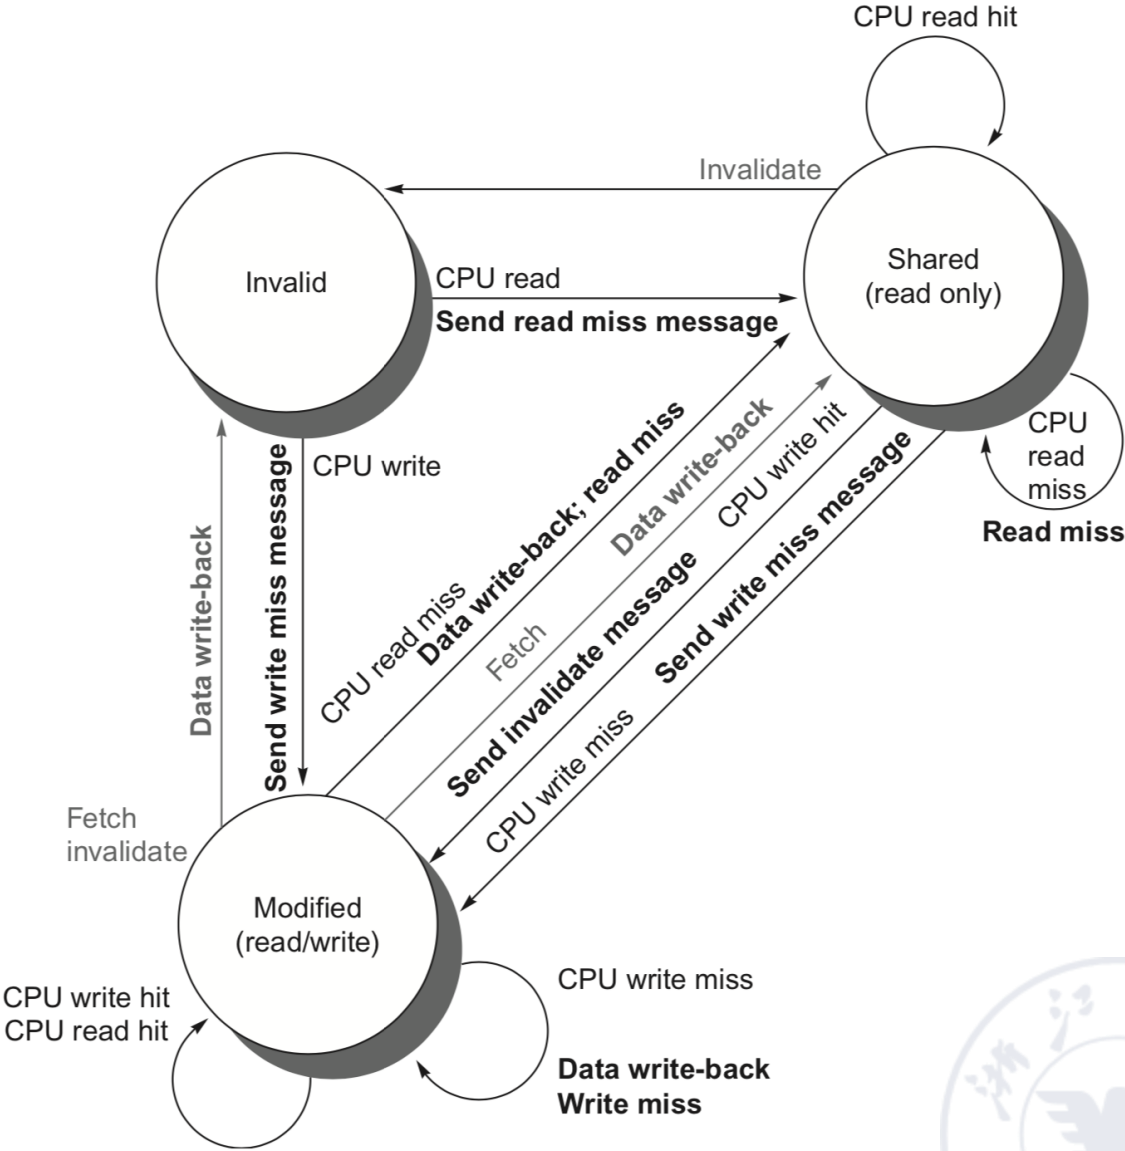 CPU read hit
Invalidate
Invalid
Shared
(read only)
CPU read
Send read miss message
CPU
read
miss
Read miss
CPU write
Send write miss message
Data write-back
Fetch
invalidate
CPU read miss
Data write-back; read miss
Fetch
Data write-back
CPU write hit
Send invalidate message
CPU write miss
Send write miss message
Modified
(read/write)
CPU write hit
CPU read hit
CPU write miss
Data write-back
Write miss
浙江